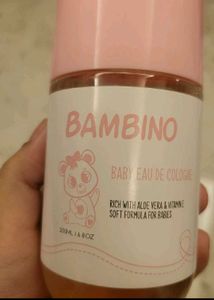 BAMBINO
BABY EAU DE COLOGNE
RICH WITH ALOE VERA & VITAMIN E
SOFT FORMULA FOR BABIES